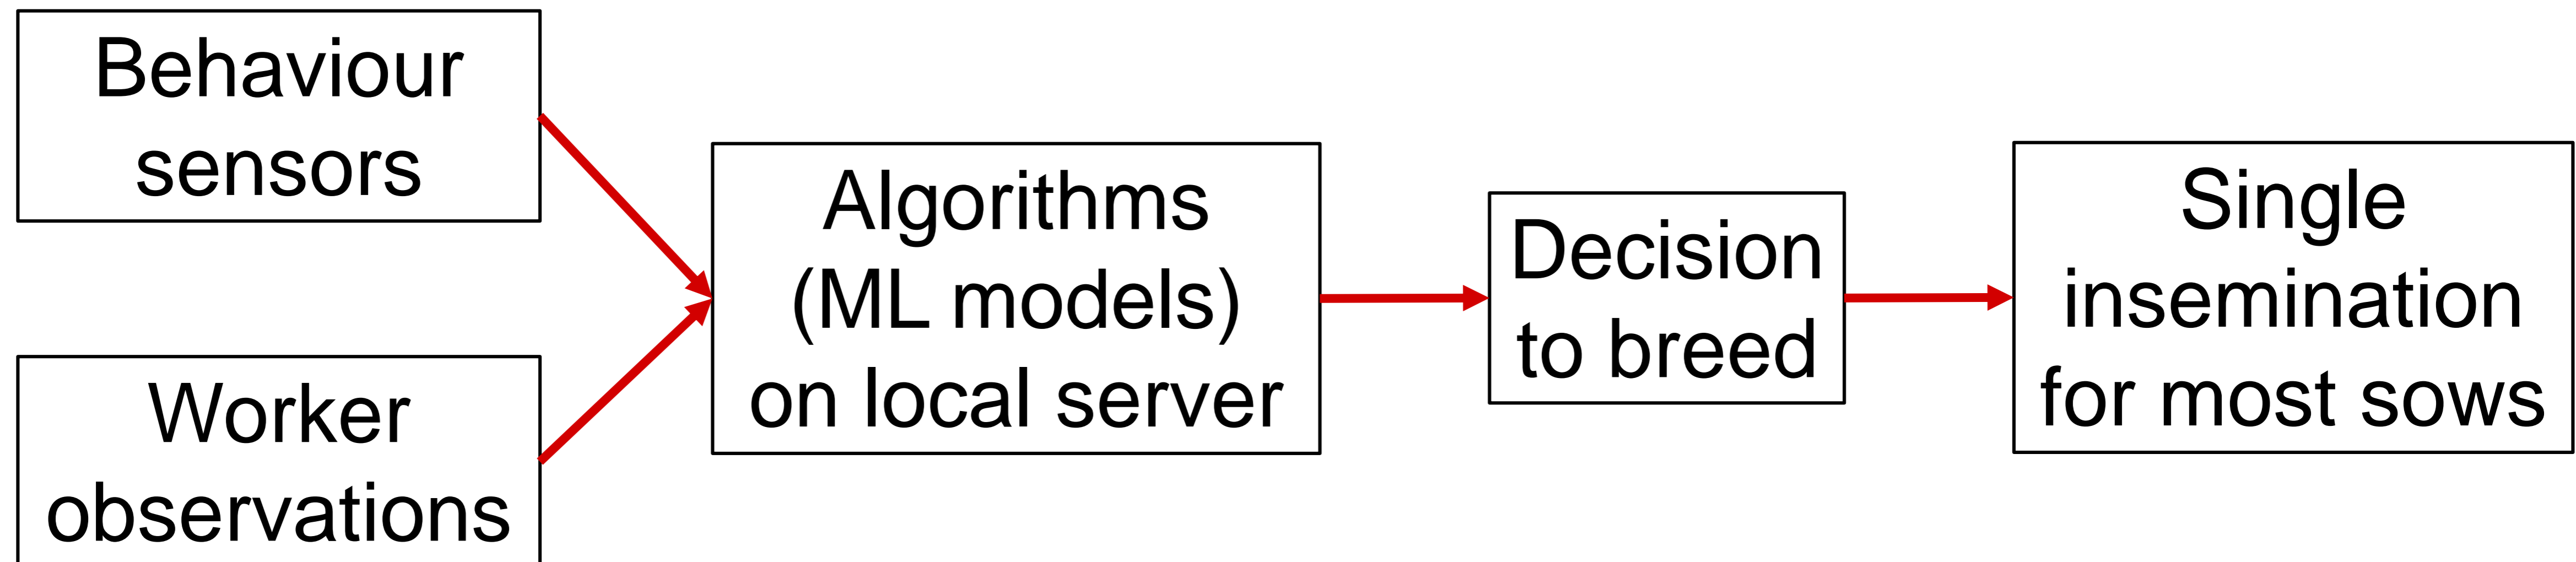 Behaviour
sensors
Worker
observations
Algorithms
(ML models)
on local server
Decision
to breed
Single
insemination
for most sows